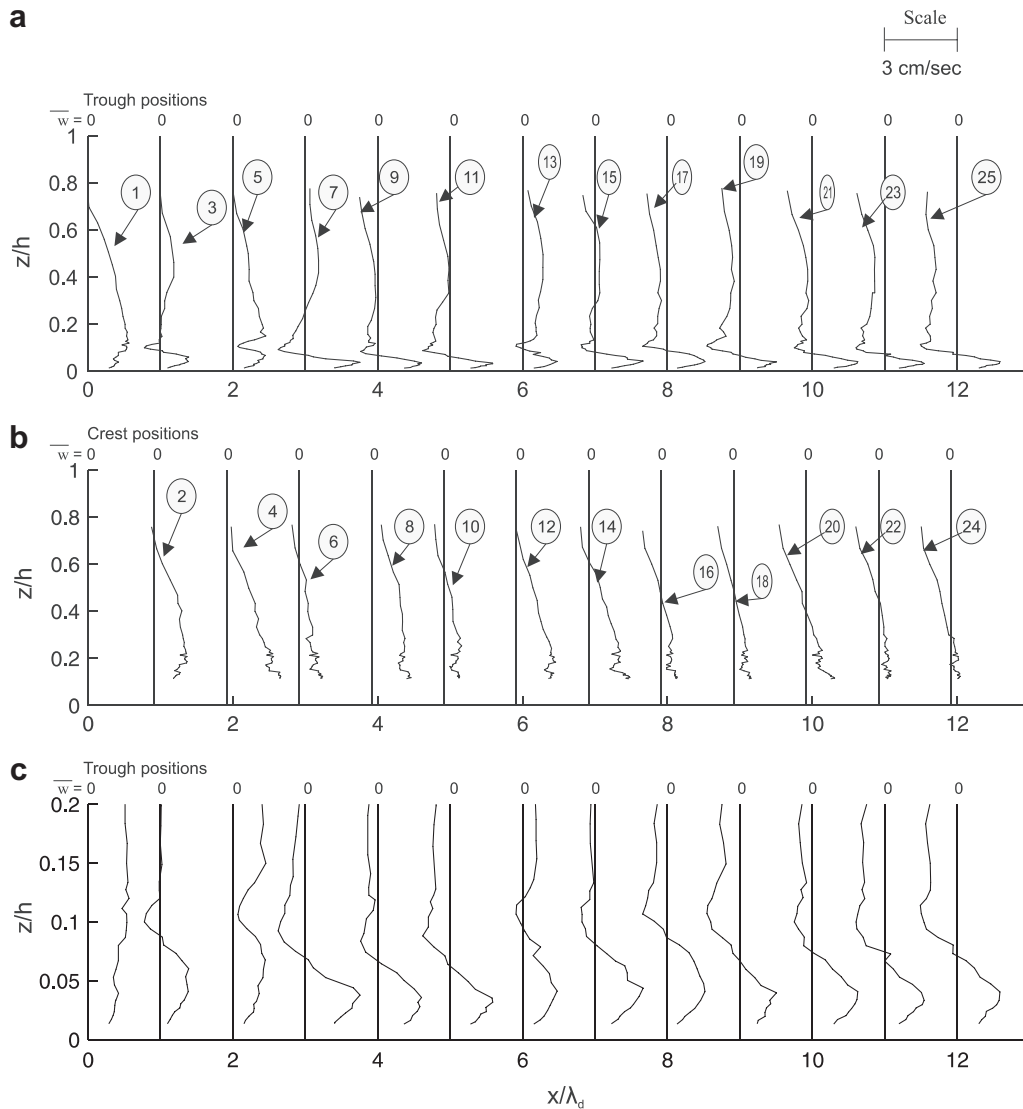 a
Scale
3 cm/sec
Trough positions
w = 0 0 0 0 0 0 0 0 0 0 0 0 0
1
0.8
0.6
0.4
0.2
0
z/h
1 3 5 7 9 11 13 15 17 19 21 23 25
0 2 4 6 8 10 12
b
Crest positions
w = 0 0 0 0 0 0 0 0 0 0 0 0 0
1
0.8
0.6
0.4
0.2
0
z/h
2 4 6 8 10 12 14 16 18 20 22 24
0 2 4 6 8 10 12
c
Trough positions
w = 0 0 0 0 0 0 0 0 0 0 0 0 0
0.2
0.15
0.1
0.05
0
z/h
0 2 4 6 8 10 12
x/λd